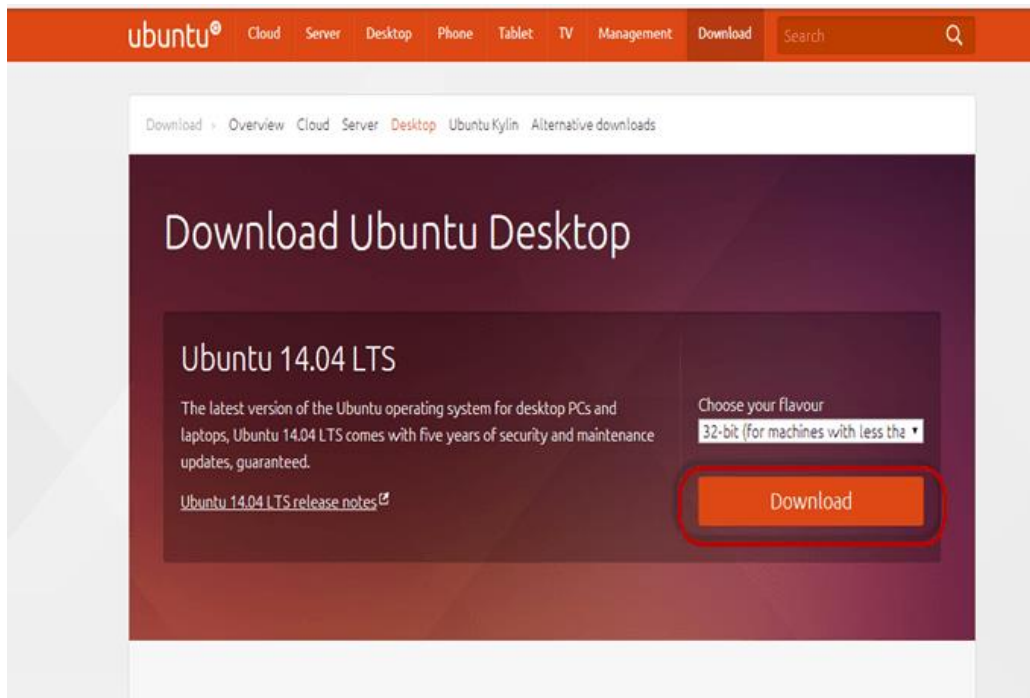 ubuntu® Cloud Server Desktop Phone Tablet TV Management Download Search
Download › Overview Cloud Server Desktop Ubuntu Kylin Alternative downloads
Download Ubuntu Desktop
Ubuntu 14.04 LTS
The latest version of the Ubuntu operating system for desktop PCs and
laptops, Ubuntu 14.04 LTS comes with five years of security and maintenance
updates, guaranteed.
Ubuntu 14.04 LTS release notes
Choose your flavour
32-bit (for machines with less tha
Download